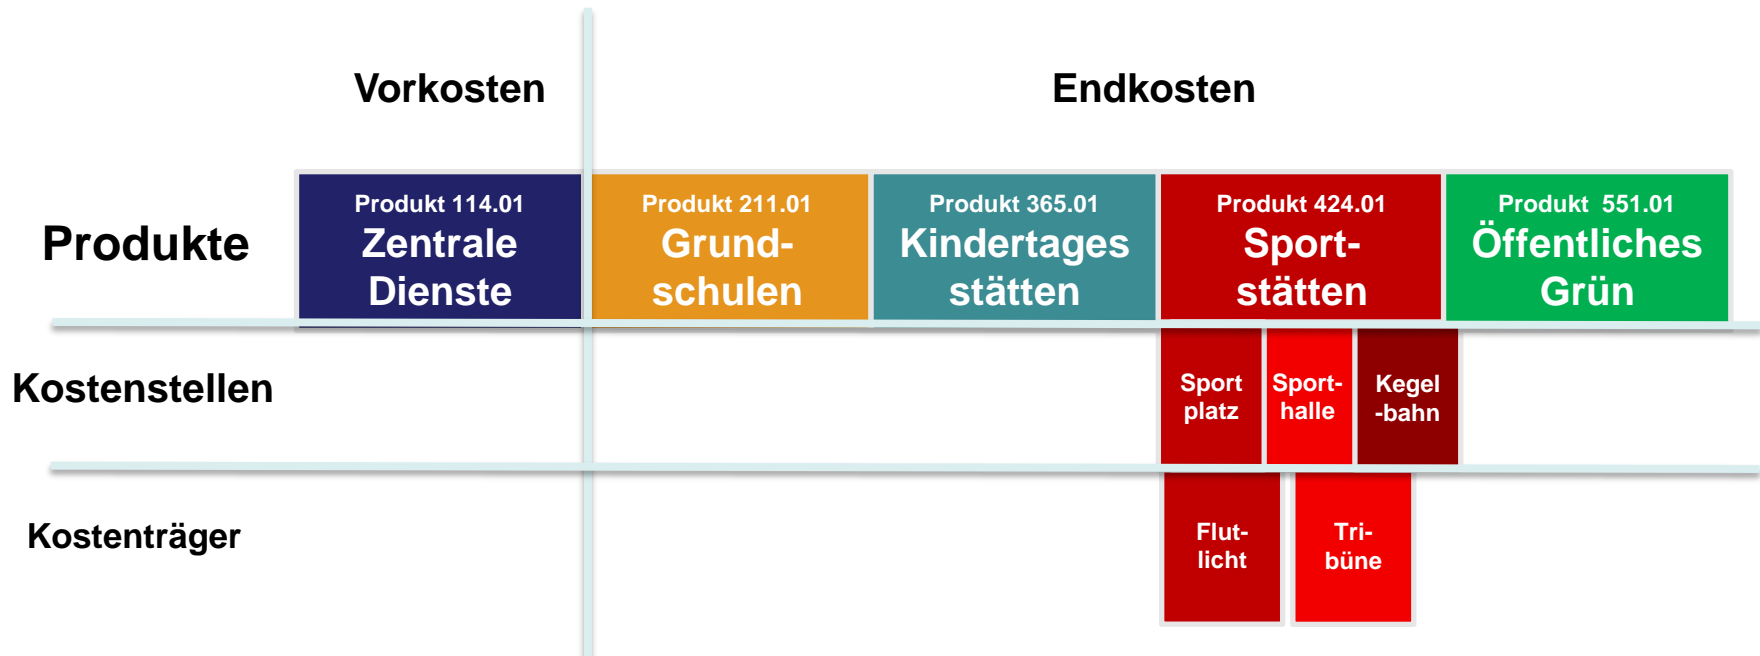 Vorkosten
Endkosten
Produkte
Produkt 114.01
Zentrale
Dienste
Produkt 211.01
Grund-
schulen
Produkt 365.01
Kindertages
stätten
Produkt 424.01
Sport-
stätten
Produkt  551.01
Öffentliches
Grün
Kostenstellen
Sport
platz
Sport-
halle
Kegel
-bahn
Kostenträger
Flut-
licht
Tri-
büne